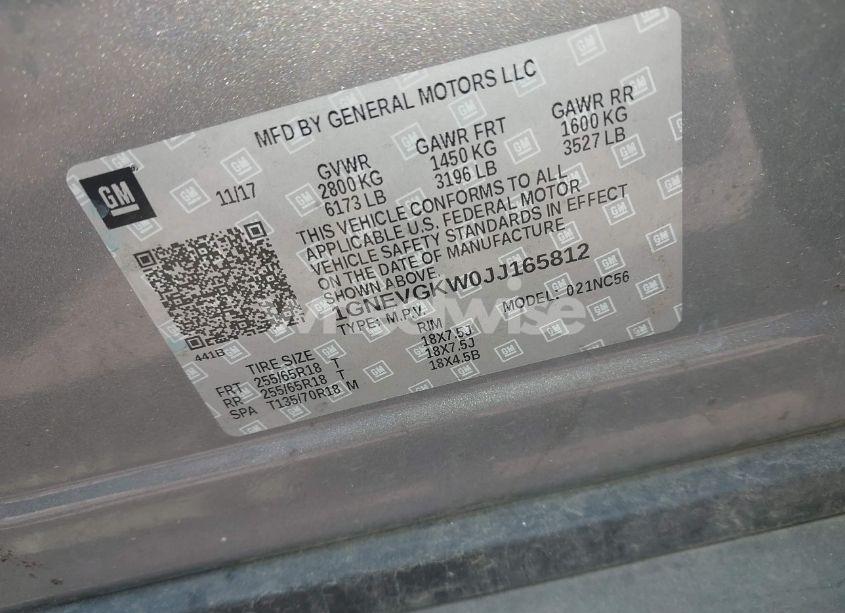 MFD BY GENERAL MOTORS LLC
GM
11/17
GVWR
2800 KG
6173 LB
GAWR FRT
1450 KG
3196 LB
GAWR RR
1600 KG
3527 LB
THIS VEHICLE CONFORMS TO ALL
APPLICABLE U.S. FEDERAL MOTOR
VEHICLE SAFETY STANDARDS IN EFFECT
ON THE DATE OF MANUFACTURE
SHOWN ABOVE.
1GNEVGKW0JJ165812
TYPE: M.P.V. MODEL: 021NC56
441B
TIRE SIZE RIM
FRT 255/65R18 T 18X7.5J
RR 255/65R18 T 18X7.5J
SPA T135/70R18 M 18X4.5B